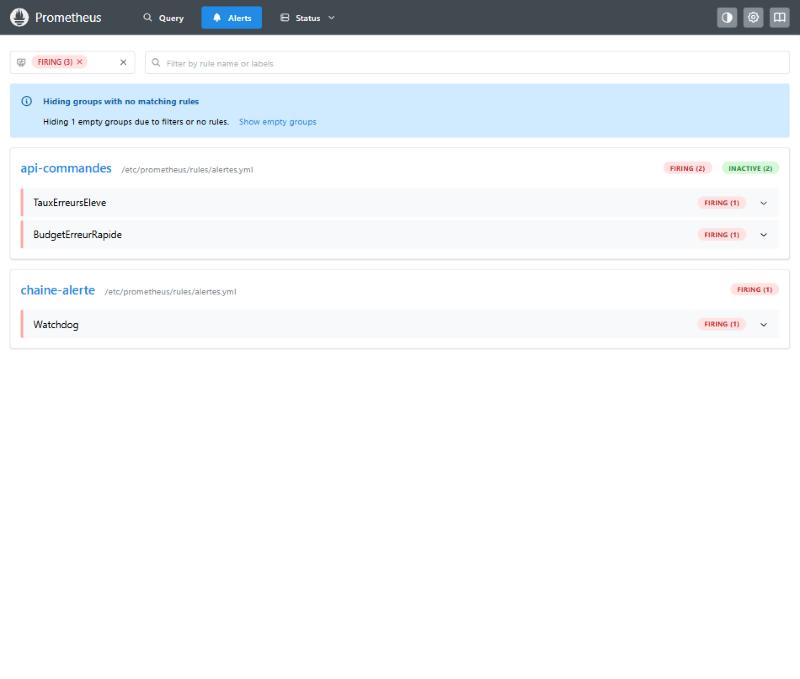 Prometheus Query Alerts Status
FIRING (3) Filter by rule name or labels
Hiding groups with no matching rules
Hiding 1 empty groups due to filters or no rules. Show empty groups
api-commandes /etc/prometheus/rules/alertes.yml FIRING (2) INACTIVE (2)
TauxErreursEleve FIRING (1)
BudgetErreurRapide FIRING (1)
chaine-alerte /etc/prometheus/rules/alertes.yml FIRING (1)
Watchdog FIRING (1)